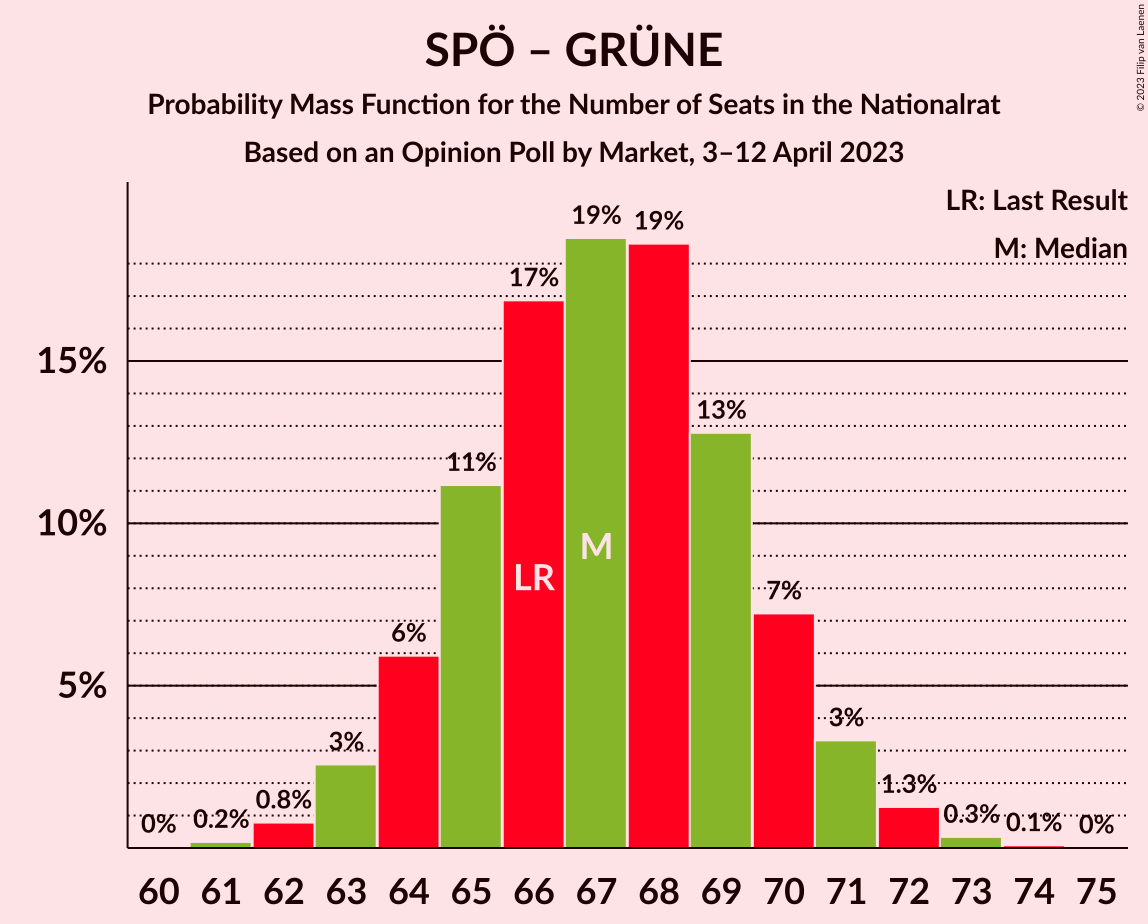 SPÖ – GRÜNE
Probability Mass Function for the Number of Seats in the Nationalrat
Based on an Opinion Poll by Market, 3–12 April 2023
© 2023 Filip van Laenen
LR: Last Result
M: Median
19%
19%
17%
15%
13%
11%
10%
M
LR
7%
6%
5%
3%
3%
1.3%
0.8%
0.3%
0.2%
0.1%
0%
0%
60 61 62 63 64 65 66 67 68 69 70 71 72 73 74 75